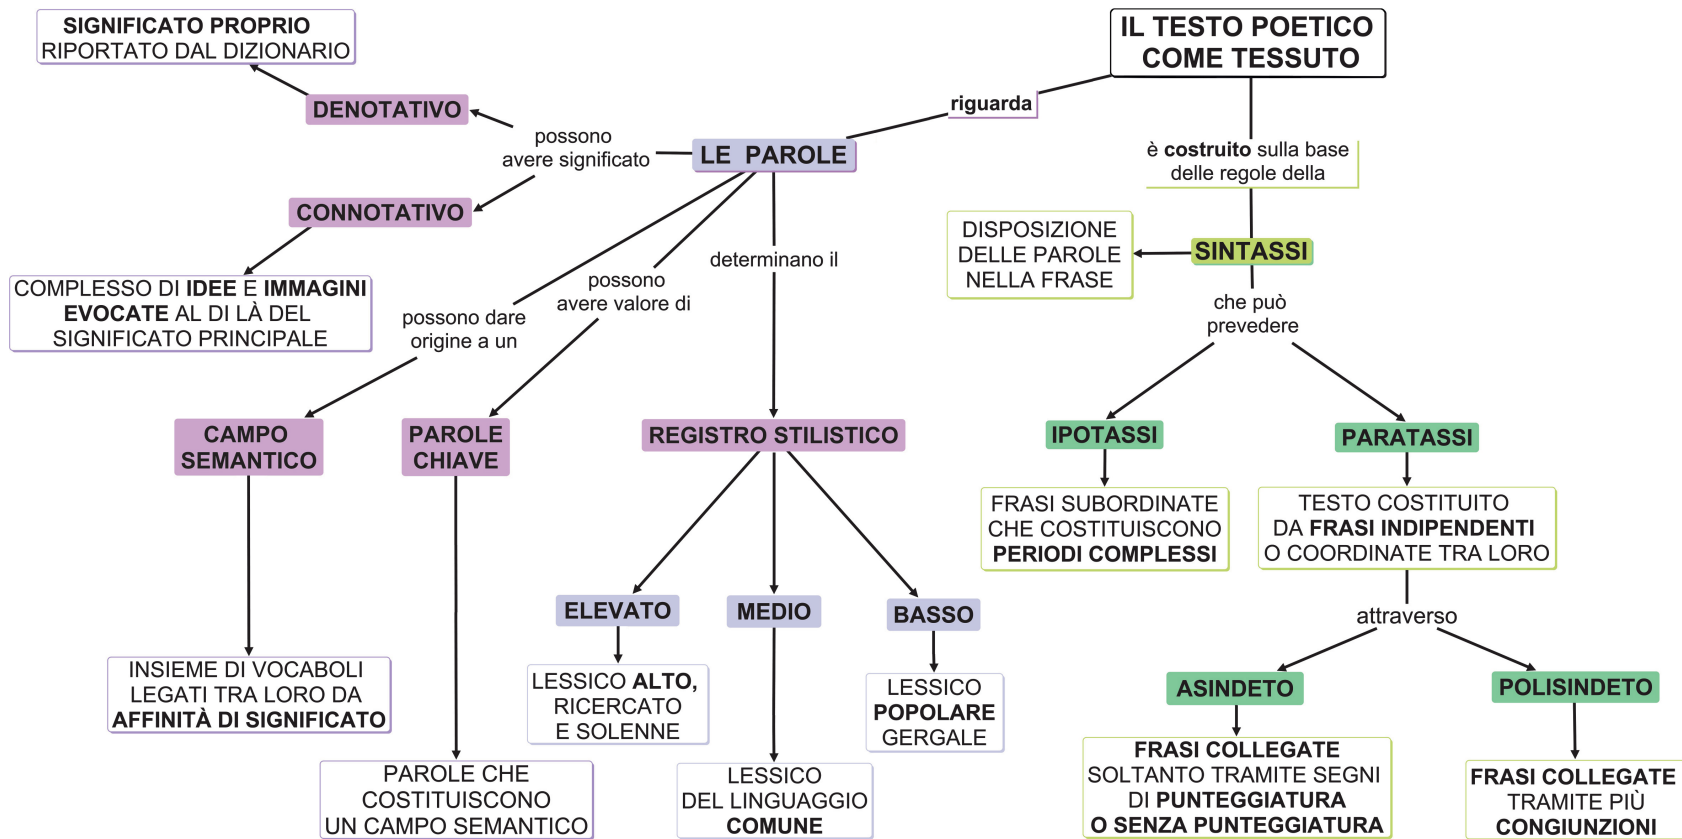 IL TESTO POETICO
COME TESSUTO
riguarda
LE PAROLE
possono
avere significato
DENOTATIVO
SIGNIFICATO PROPRIO
RIPORTATO DAL DIZIONARIO
CONNOTATIVO
COMPLESSO DI IDEE E IMMAGINI
EVOCATE AL DI LÀ DEL
SIGNIFICATO PRINCIPALE
possono dare
origine a un
CAMPO
SEMANTICO
INSIEME DI VOCABOLI
LEGATI TRA LORO DA
AFFINITÀ DI SIGNIFICATO
possono
avere valore di
PAROLE
CHIAVE
PAROLE CHE
COSTITUISCONO
UN CAMPO SEMANTICO
determinano il
REGISTRO STILISTICO
ELEVATO
LESSICO ALTO,
RICERCATO
E SOLENNE
MEDIO
LESSICO
DEL LINGUAGGIO
COMUNE
BASSO
LESSICO
POPOLARE
GERGALE
è costruito sulla base
delle regole della
SINTASSI
DISPOSIZIONE
DELLE PAROLE
NELLA FRASE
che può
prevedere
IPOTASSI
FRASI SUBORDINATE
CHE COSTITUISCONO
PERIODI COMPLESSI
PARATASSI
TESTO COSTITUITO
DA FRASI INDIPENDENTI
O COORDINATE TRA LORO
attraverso
ASINDETO
FRASI COLLEGATE
SOLTANTO TRAMITE SEGNI
DI PUNTEGGIATURA
O SENZA PUNTEGGIATURA
POLISINDETO
FRASI COLLEGATE
TRAMITE PIÙ
CONGIUNZIONI